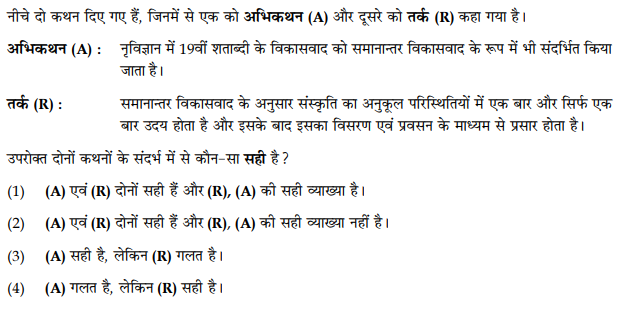 नीचे दो कथन दिए गए हैं, जिनमें से एक को अभिकथन (A) और दूसरे को तर्क (R) कहा गया है।
अभिकथन (A) : नृविज्ञान में 19वीं शताब्दी के विकासवाद को समानान्तर विकासवाद के रूप में भी संदर्भित किया
जाता है।
तर्क (R) : समानान्तर विकासवाद के अनुसार संस्कृति का अनुकूल परिस्थितियों में एक बार और सिर्फ एक
बार उदय होता है और इसके बाद इसका विसरण एवं प्रवसन के माध्यम से प्रसार होता है।
उपरोक्त दोनों कथनों के संदर्भ में से कौन-सा सही है ?
(1) (A) एवं (R) दोनों सही हैं और (R), (A) की सही व्याख्या है।
(2) (A) एवं (R) दोनों सही हैं और (R), (A) की सही व्याख्या नहीं है।
(3) (A) सही है, लेकिन (R) गलत है।
(4) (A) गलत है, लेकिन (R) सही है।